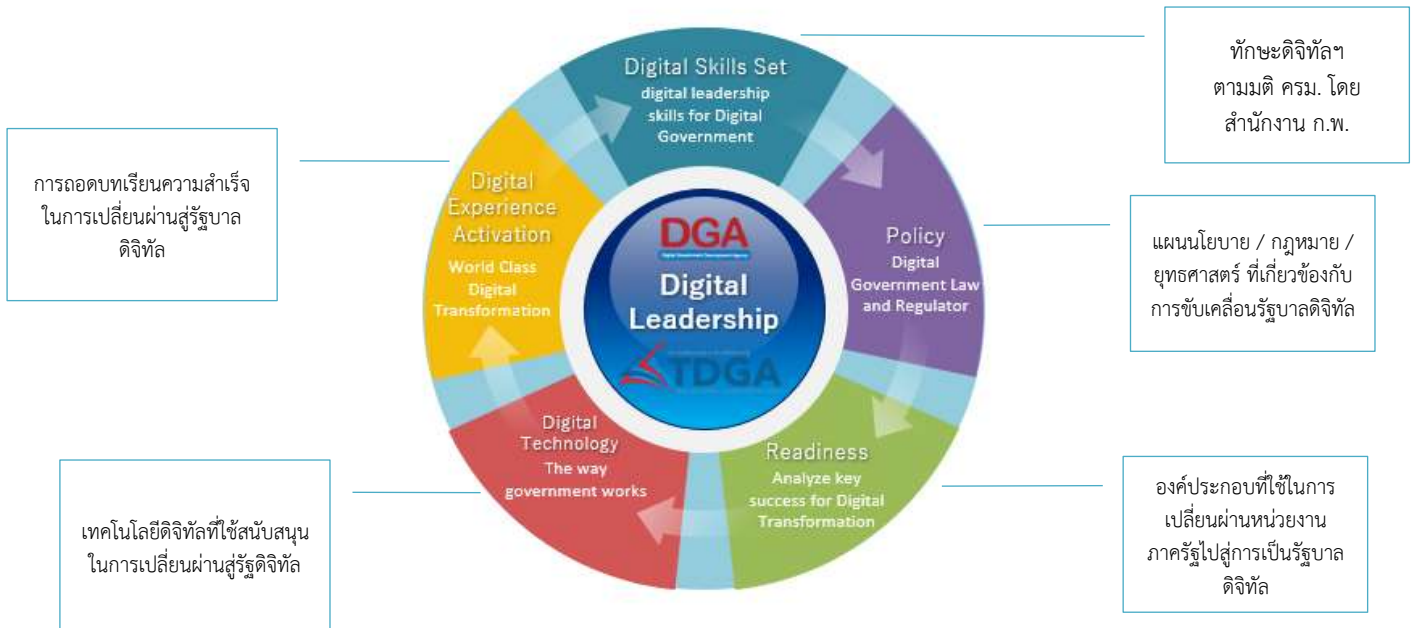 Digital Skills Set
digital leadership
skills for Digital
Government
ทักษะดิจิทัลฯ
ตามมติ ครม. โดย
สำนักงาน ก.พ.
Policy
Digital
Government Law
and Regulator
แผนนโยบาย / กฎหมาย /
ยุทธศาสตร์ ที่เกี่ยวข้องกับ
การขับเคลื่อนรัฐบาลดิจิทัล
Readiness
Analyze key
success for Digital
Transformation
องค์ประกอบที่ใช้ในการ
เปลี่ยนผ่านหน่วยงาน
ภาครัฐไปสู่การเป็นรัฐบาล
ดิจิทัล
Digital
Technology
The way
government works
เทคโนโลยีดิจิทัลที่ใช้สนับสนุน
ในการเปลี่ยนผ่านสู่รัฐดิจิทัล
Digital
Experience
Activation
World Class
Digital
Transformation
การถอดบทเรียนความสำเร็จ
ในการเปลี่ยนผ่านสู่รัฐบาล
ดิจิทัล
DGA
Digital Government Development Agency
Digital
Leadership
TDGA